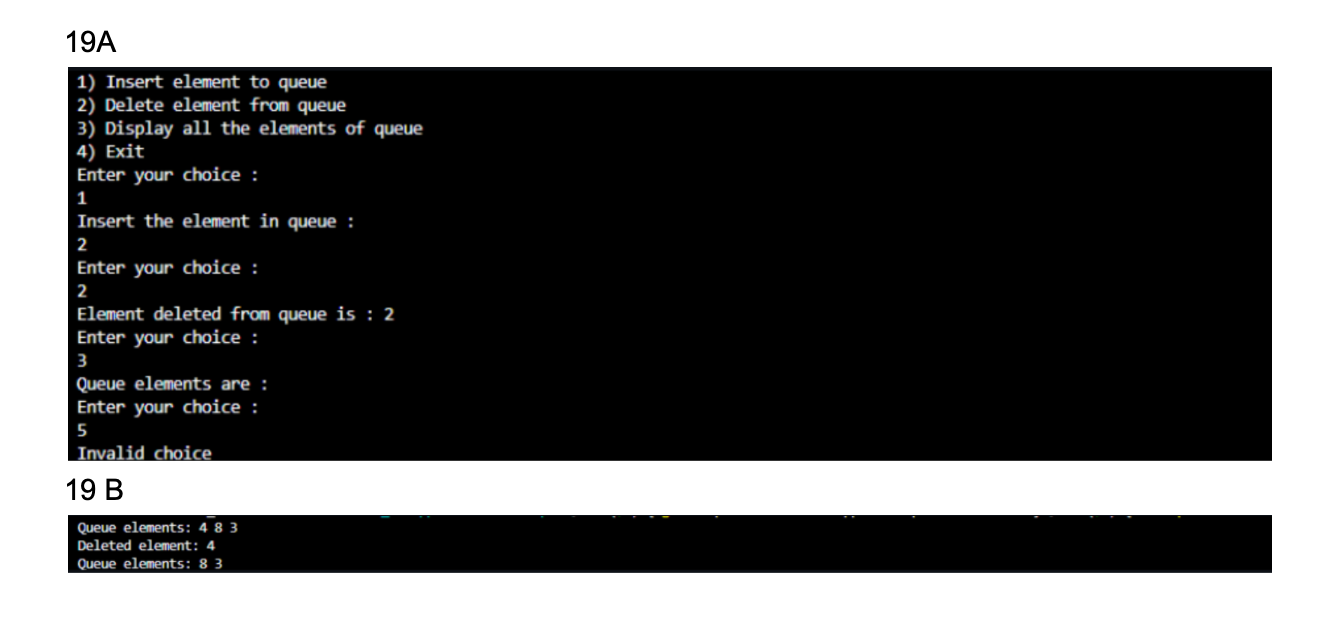 19A
1) Insert element to queue
2) Delete element from queue
3) Display all the elements of queue
4) Exit
Enter your choice :
1
Insert the element in queue :
2
Enter your choice :
2
Element deleted from queue is : 2
Enter your choice :
3
Queue elements are :
Enter your choice :
5
Invalid choice
19 B
Queue elements: 4 8 3
Deleted element: 4
Queue elements: 8 3